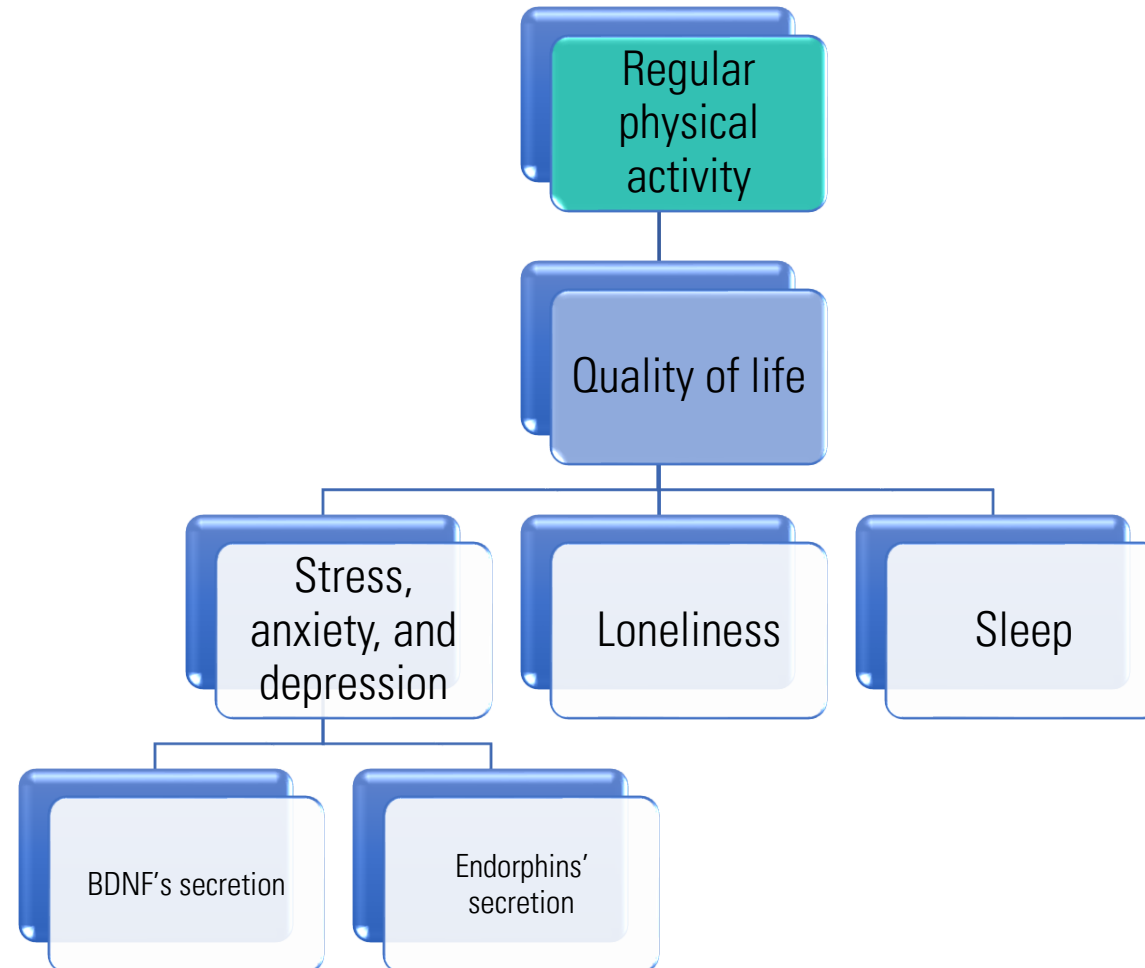 Regular
physical
activity
Quality of life
Stress,
anxiety, and
depression
Loneliness
Sleep
BDNF's secretion
Endorphins'
secretion